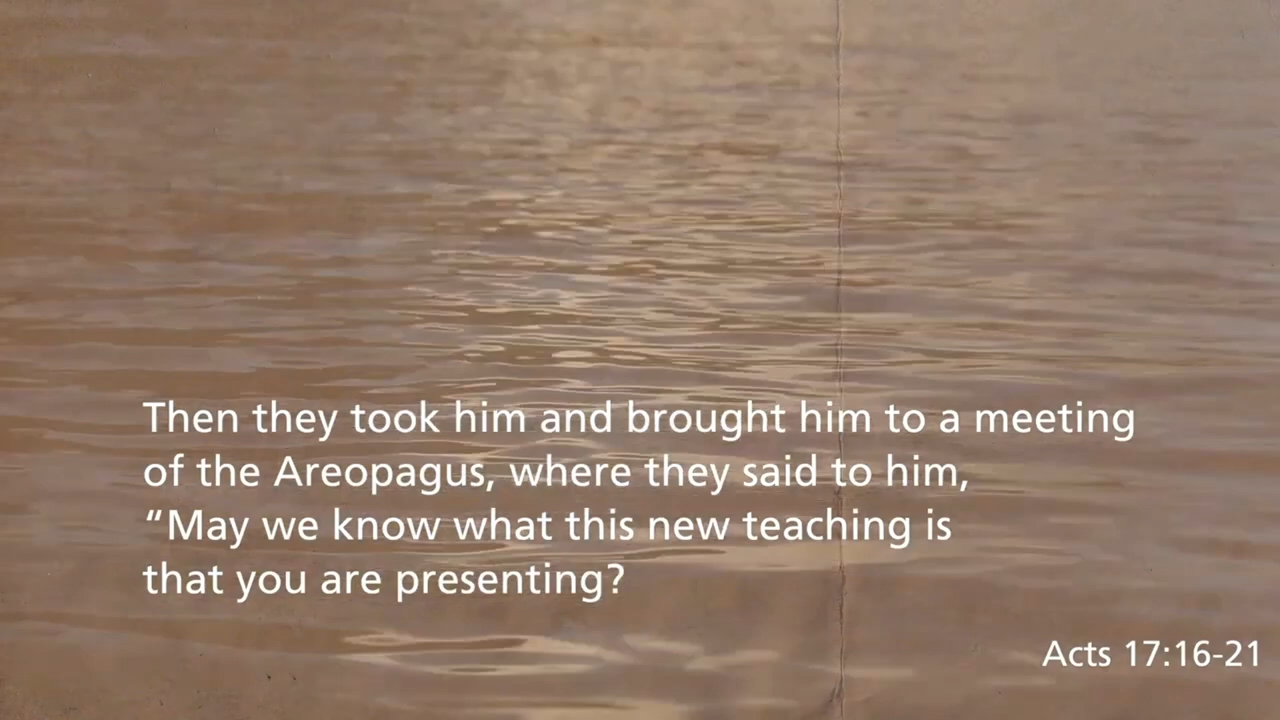 Then they took him and brought him to a meeting
of the Areopagus, where they said to him,
“May we know what this new teaching is
that you are presenting?
Acts 17:16-21